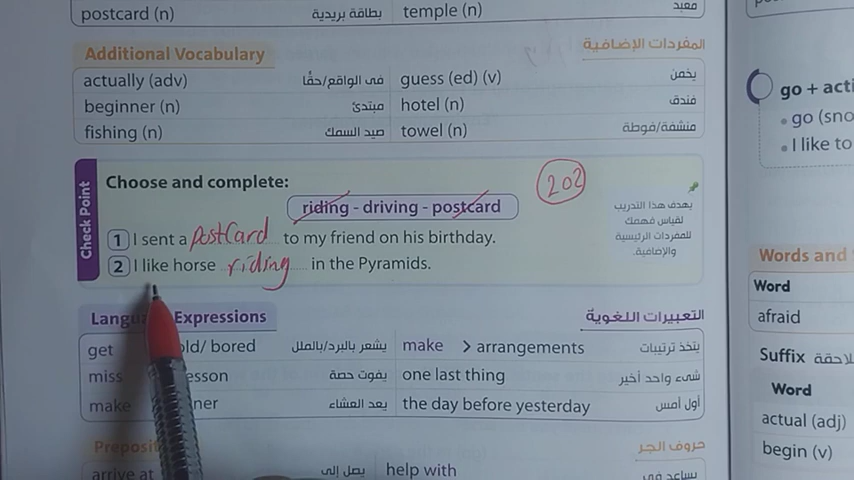 postcard (n) بطاقة بريدية temple (n) معبد
Additional Vocabulary المفردات الإضافية
actually (adv) فى الواقع/حقًا guess (ed) (v) يخمن
beginner (n) مبتدئ hotel (n) فندق
fishing (n) صيد السمك towel (n) منشفة/فوطة
Check Point
Choose and complete:
202
riding - driving - postcard
1 I sent a postcard to my friend on his birthday.
2 I like horse riding in the Pyramids.
يهدف هذا التدريب
لقياس فهمك
للمفردات الرئيسية
والإضافية.
Expressions التعبيرات اللغوية
get old/ bored يشعر بالبرد/بالملل make > arrangements يتخذ ترتيبات
miss esson يفوت حصة one last thing شىء واحد أخير
make ner يعد العشاء the day before yesterday أول أمس
حروف الجر
arrive at يصل إلى help with يساعد فى
go + acti
• go (sno
• I like to
Words and
Word
afraid
Suffix لاحقة
Word
actual (adj)
begin (v)